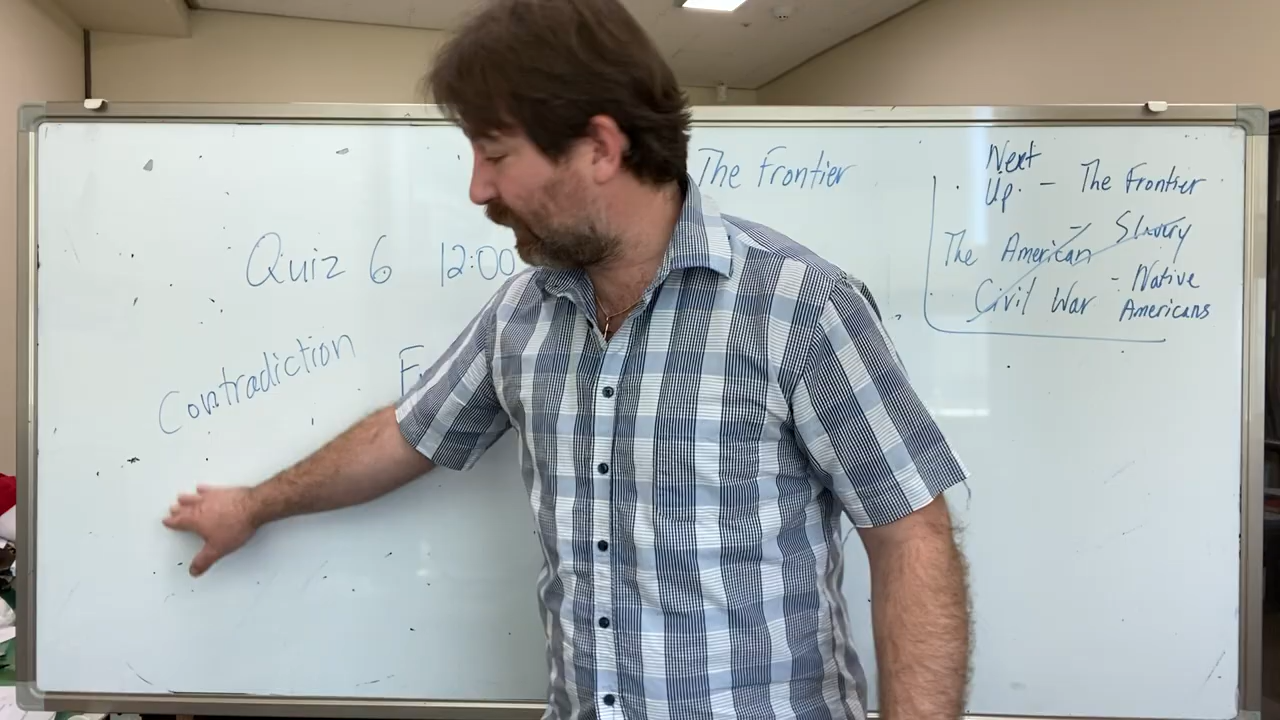 The Frontier
Quiz 6 12:00
Contradiction
Next
Up - The Frontier
- Slavery
The American
- Native
Civil War Americans